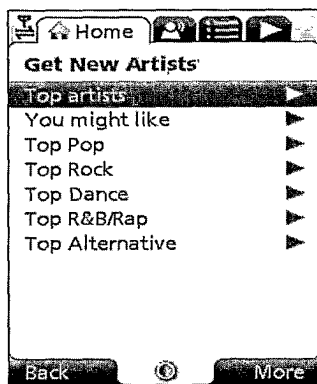 Home
Get New Artists
Top artists
You might like
Top Pop
Top Rock
Top Dance
Top R&B/Rap
Top Alternative
Back More